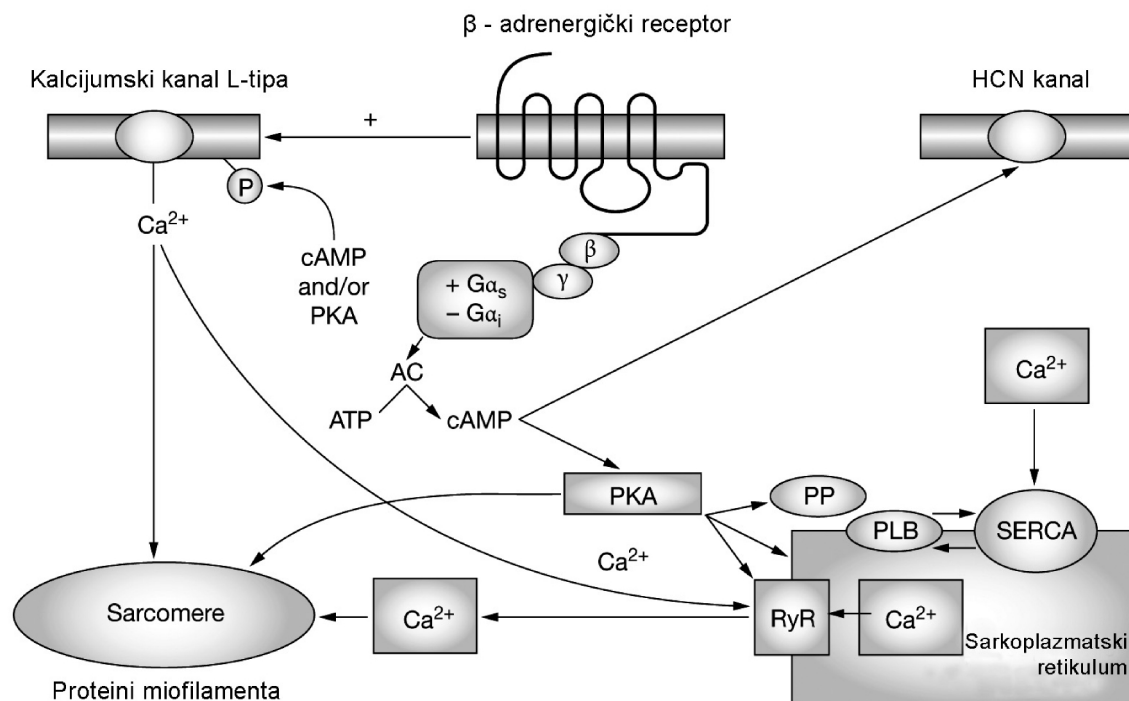 β - adrenergički receptor
Kalcijumski kanal L-tipa
HCN kanal
+
P
Ca²⁺
cAMP
and/or
PKA
β
γ
+ Gαₛ
– Gαᵢ
AC
ATP
cAMP
Ca²⁺
PKA
PP
PLB
SERCA
Ca²⁺
Sarcomere
Ca²⁺
RyR
Ca²⁺
Sarkoplazmatski
retikulum
Proteini miofilamenta